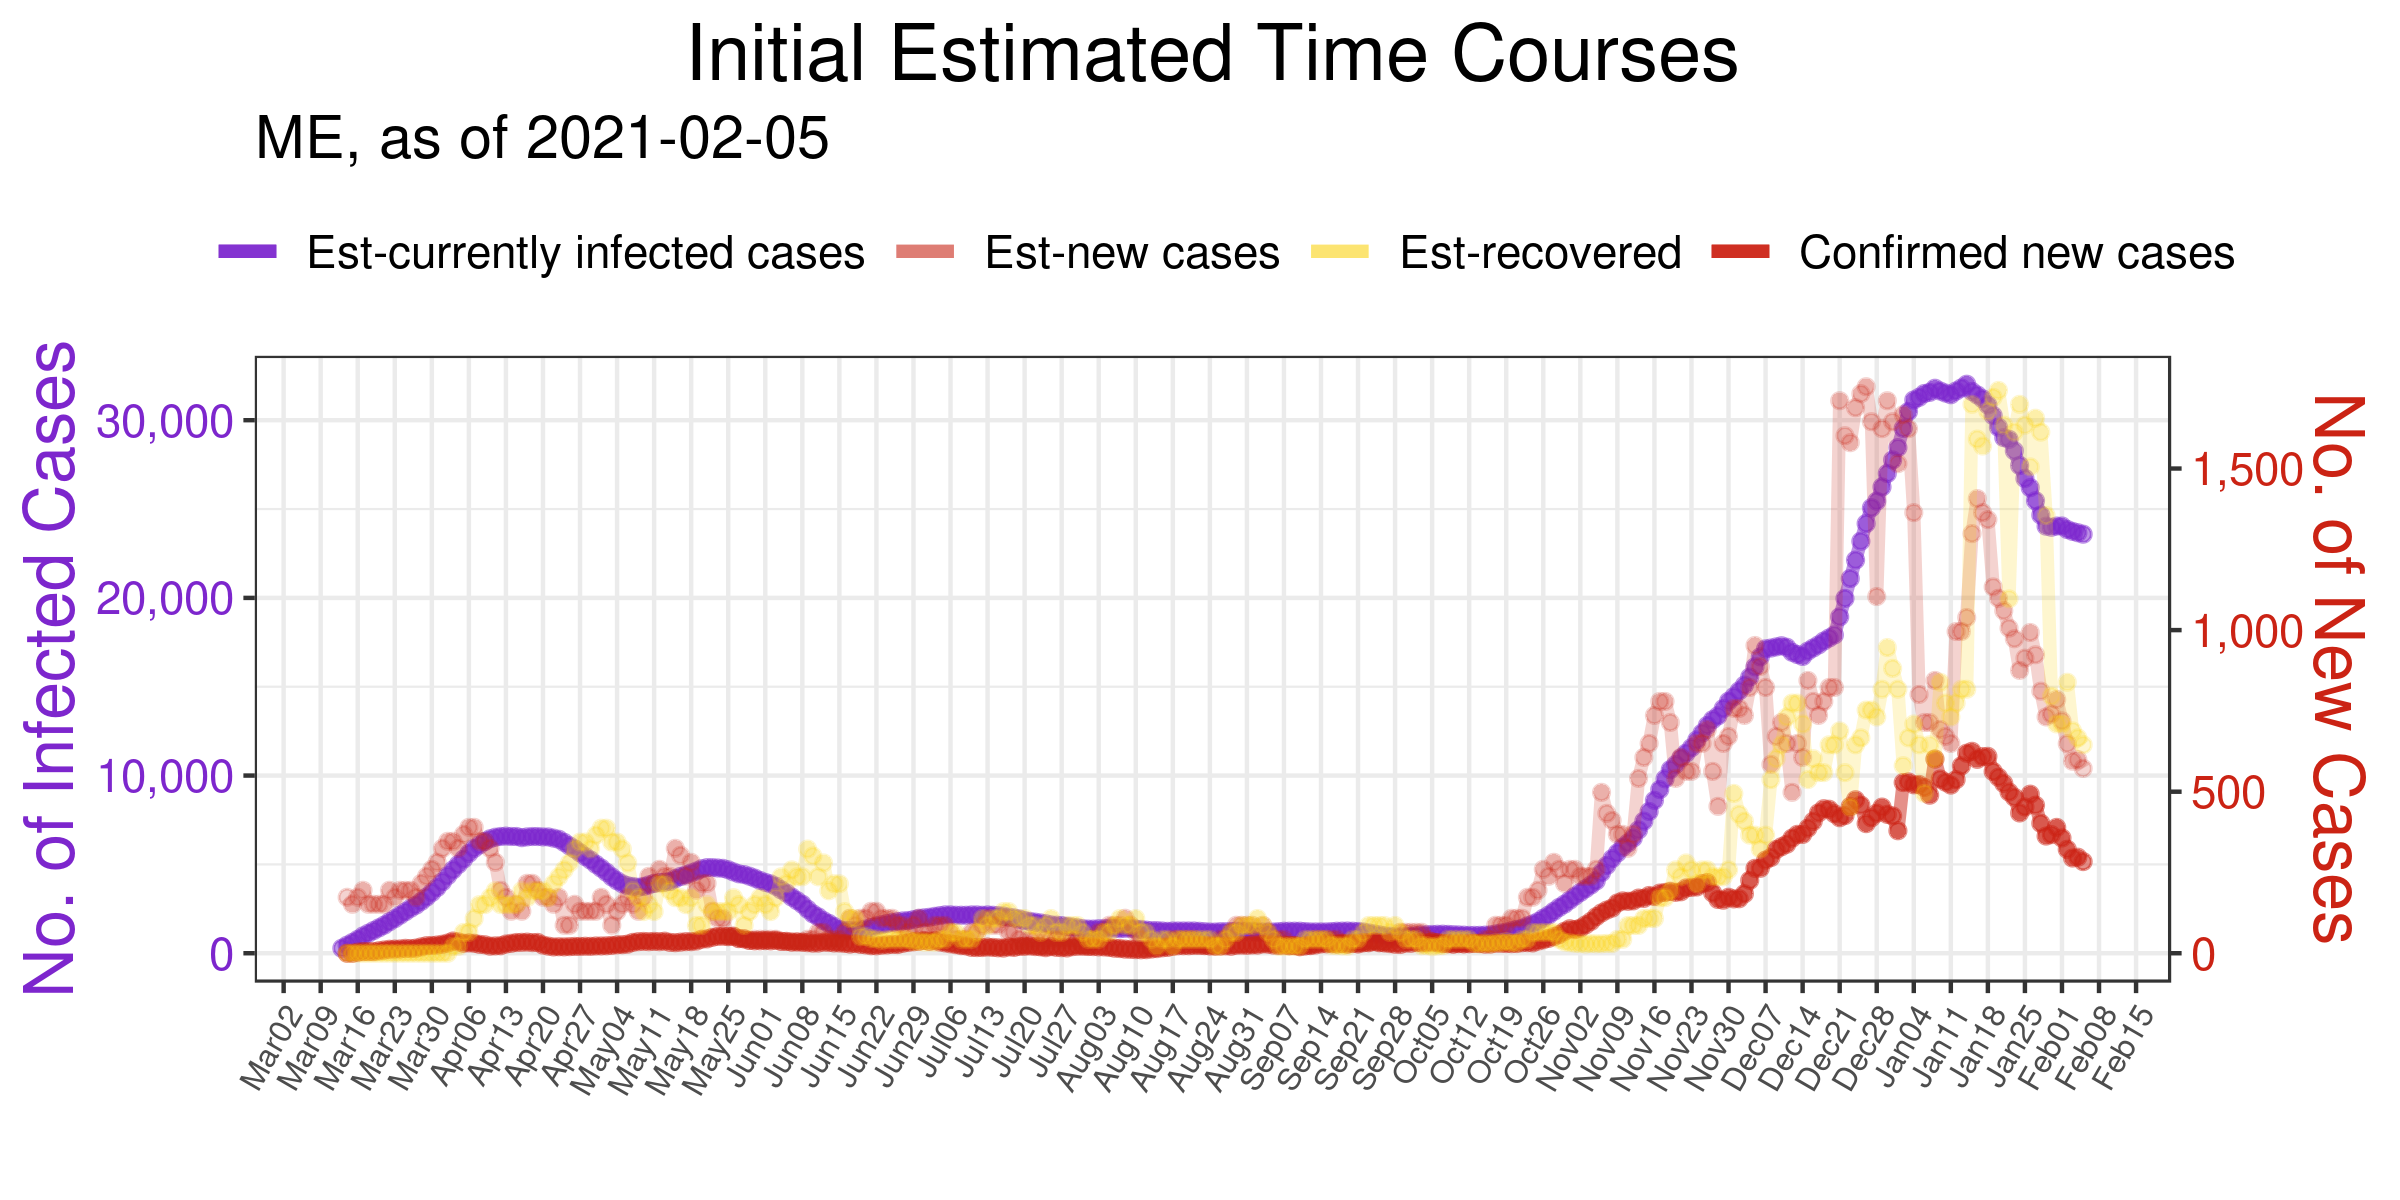 Initial Estimated Time Courses
ME, as of 2021-02-05
Est-currently infected cases
Est-new cases
Est-recovered
Confirmed new cases
No. of Infected Cases
30,000
20,000
10,000
0
1,500
1,000
500
0
No. of New Cases
Mar02
Mar09
Mar16
Mar23
Mar30
Apr06
Apr13
Apr20
Apr27
May04
May11
May18
May25
Jun01
Jun08
Jun15
Jun22
Jun29
Jul06
Jul13
Jul20
Jul27
Aug03
Aug10
Aug17
Aug24
Aug31
Sep07
Sep14
Sep21
Sep28
Oct05
Oct12
Oct19
Oct26
Nov02
Nov09
Nov16
Nov23
Nov30
Dec07
Dec14
Dec21
Dec28
Jan04
Jan11
Jan18
Jan25
Feb01
Feb08
Feb15